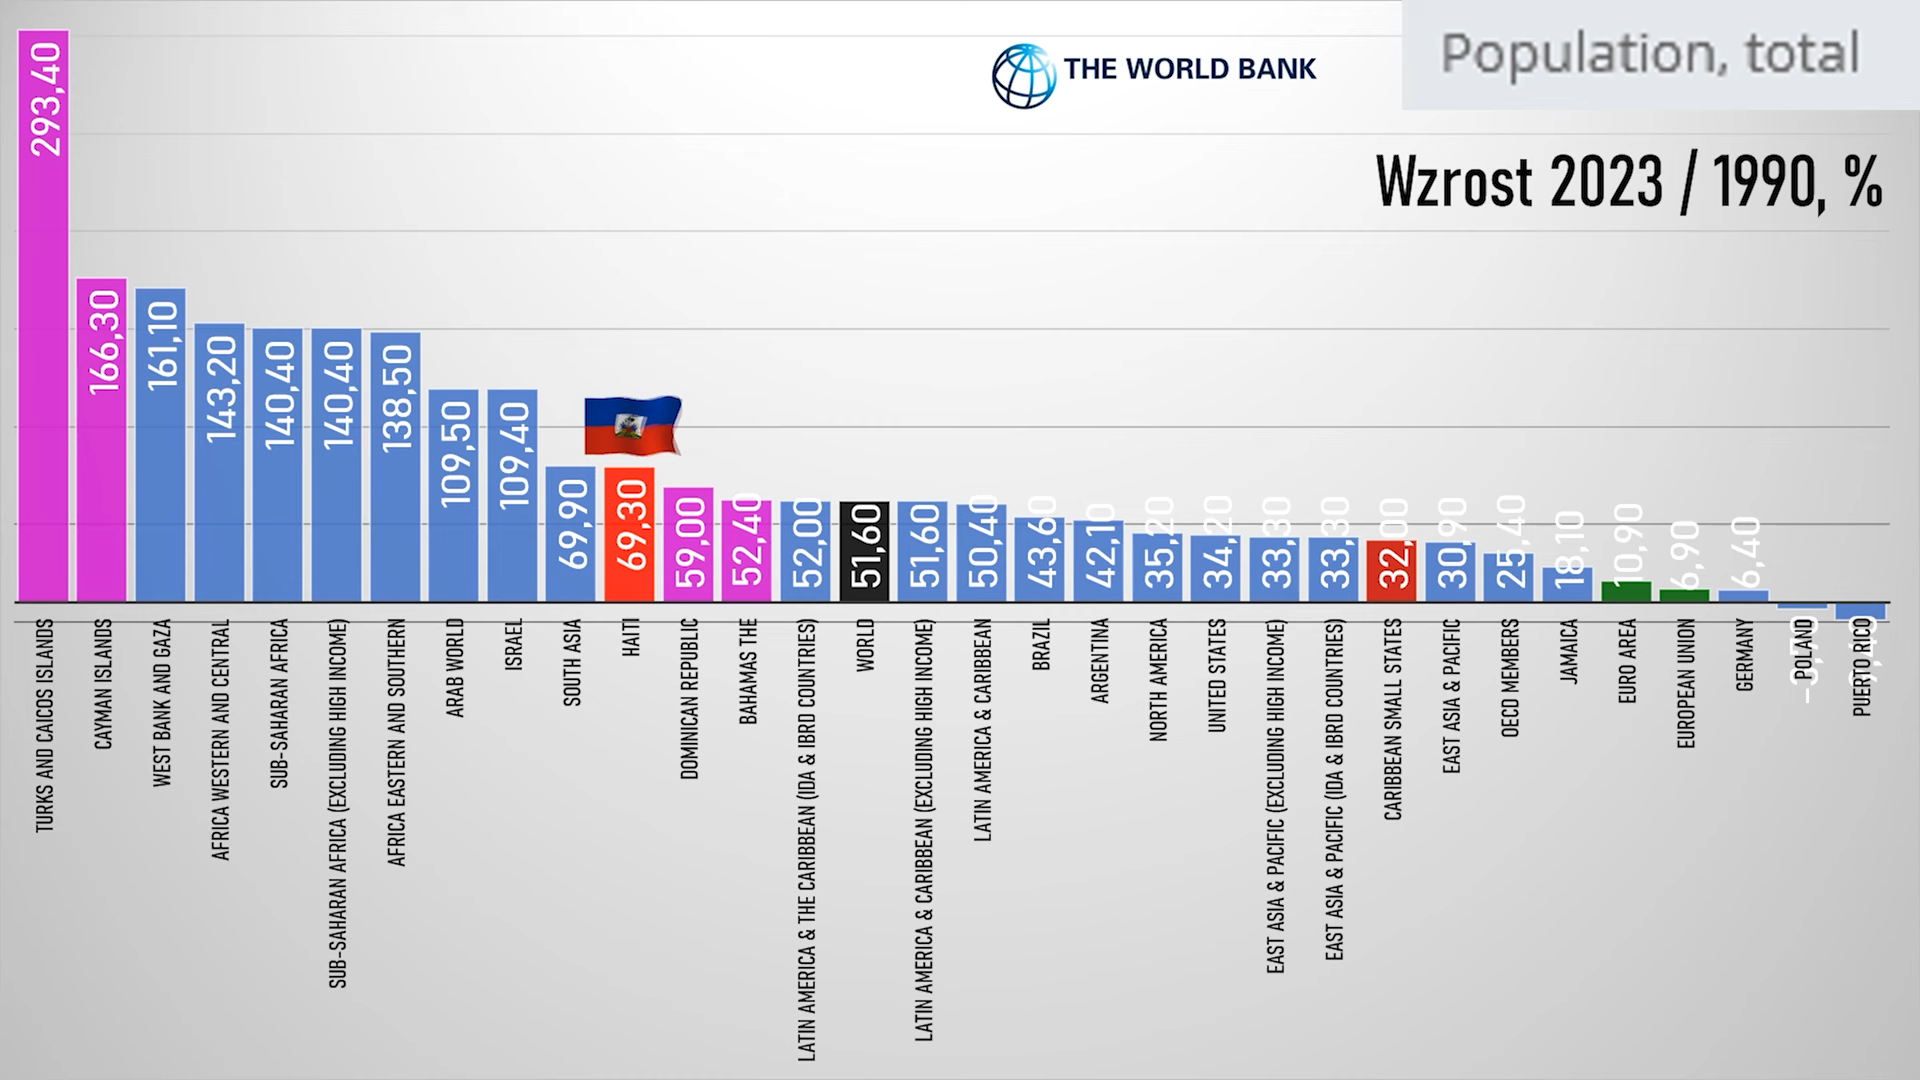 THE WORLD BANK
Population, total
Wzrost 2023 / 1990, %
293,40
166,30
161,10
143,20
140,40
140,40
138,50
109,50
109,40
69,90
69,30
59,00
52,40
52,00
51,60
51,60
50,40
43,60
42,10
35,20
34,20
33,30
33,30
32,00
30,90
25,40
18,10
10,90
6,90
6,40
TURKS AND CAICOS ISLANDS
CAYMAN ISLANDS
WEST BANK AND GAZA
AFRICA WESTERN AND CENTRAL
SUB-SAHARAN AFRICA
SUB-SAHARAN AFRICA (EXCLUDING HIGH INCOME)
AFRICA EASTERN AND SOUTHERN
ARAB WORLD
ISRAEL
SOUTH ASIA
HAITI
DOMINICAN REPUBLIC
BAHAMAS THE
LATIN AMERICA & THE CARIBBEAN (IDA & IBRD COUNTRIES)
WORLD
LATIN AMERICA & CARIBBEAN (EXCLUDING HIGH INCOME)
LATIN AMERICA & CARIBBEAN
BRAZIL
ARGENTINA
NORTH AMERICA
UNITED STATES
EAST ASIA & PACIFIC (EXCLUDING HIGH INCOME)
EAST ASIA & PACIFIC (IDA & IBRD COUNTRIES)
CARIBBEAN SMALL STATES
EAST ASIA & PACIFIC
OECD MEMBERS
JAMAICA
EURO AREA
EUROPEAN UNION
GERMANY
POLAND
PUERTO RICO